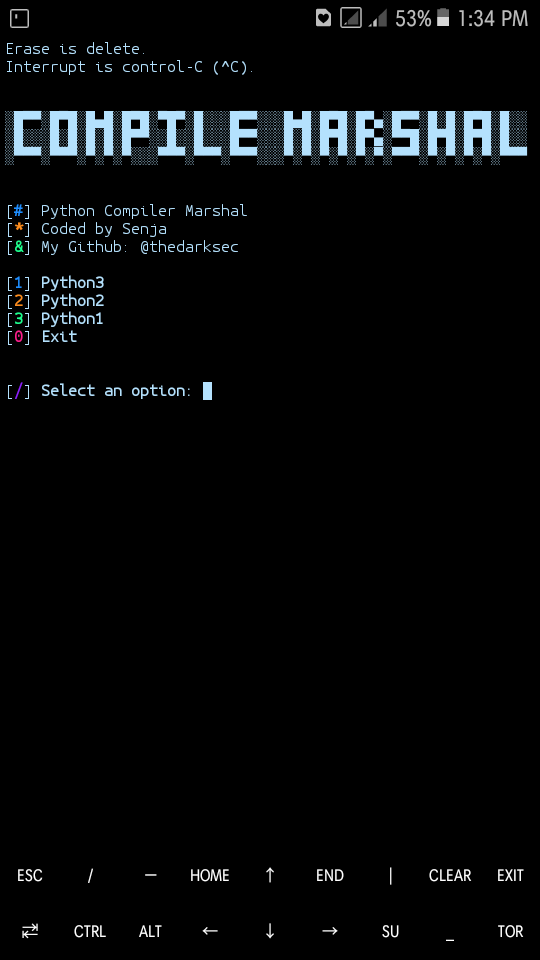 53% 1:34 PM
Erase is delete.
Interrupt is control-C (^C).
COMPILE MARSHAL
[#] Python Compiler Marshal
[*] Coded by Senja
[&] My Github: @thedarksec
[1] Python3
[2] Python2
[3] Python1
[0] Exit
[/] Select an option:
ESC / — HOME ↑ END | CLEAR EXIT
⇄ CTRL ALT ← ↓ → SU _ TOR